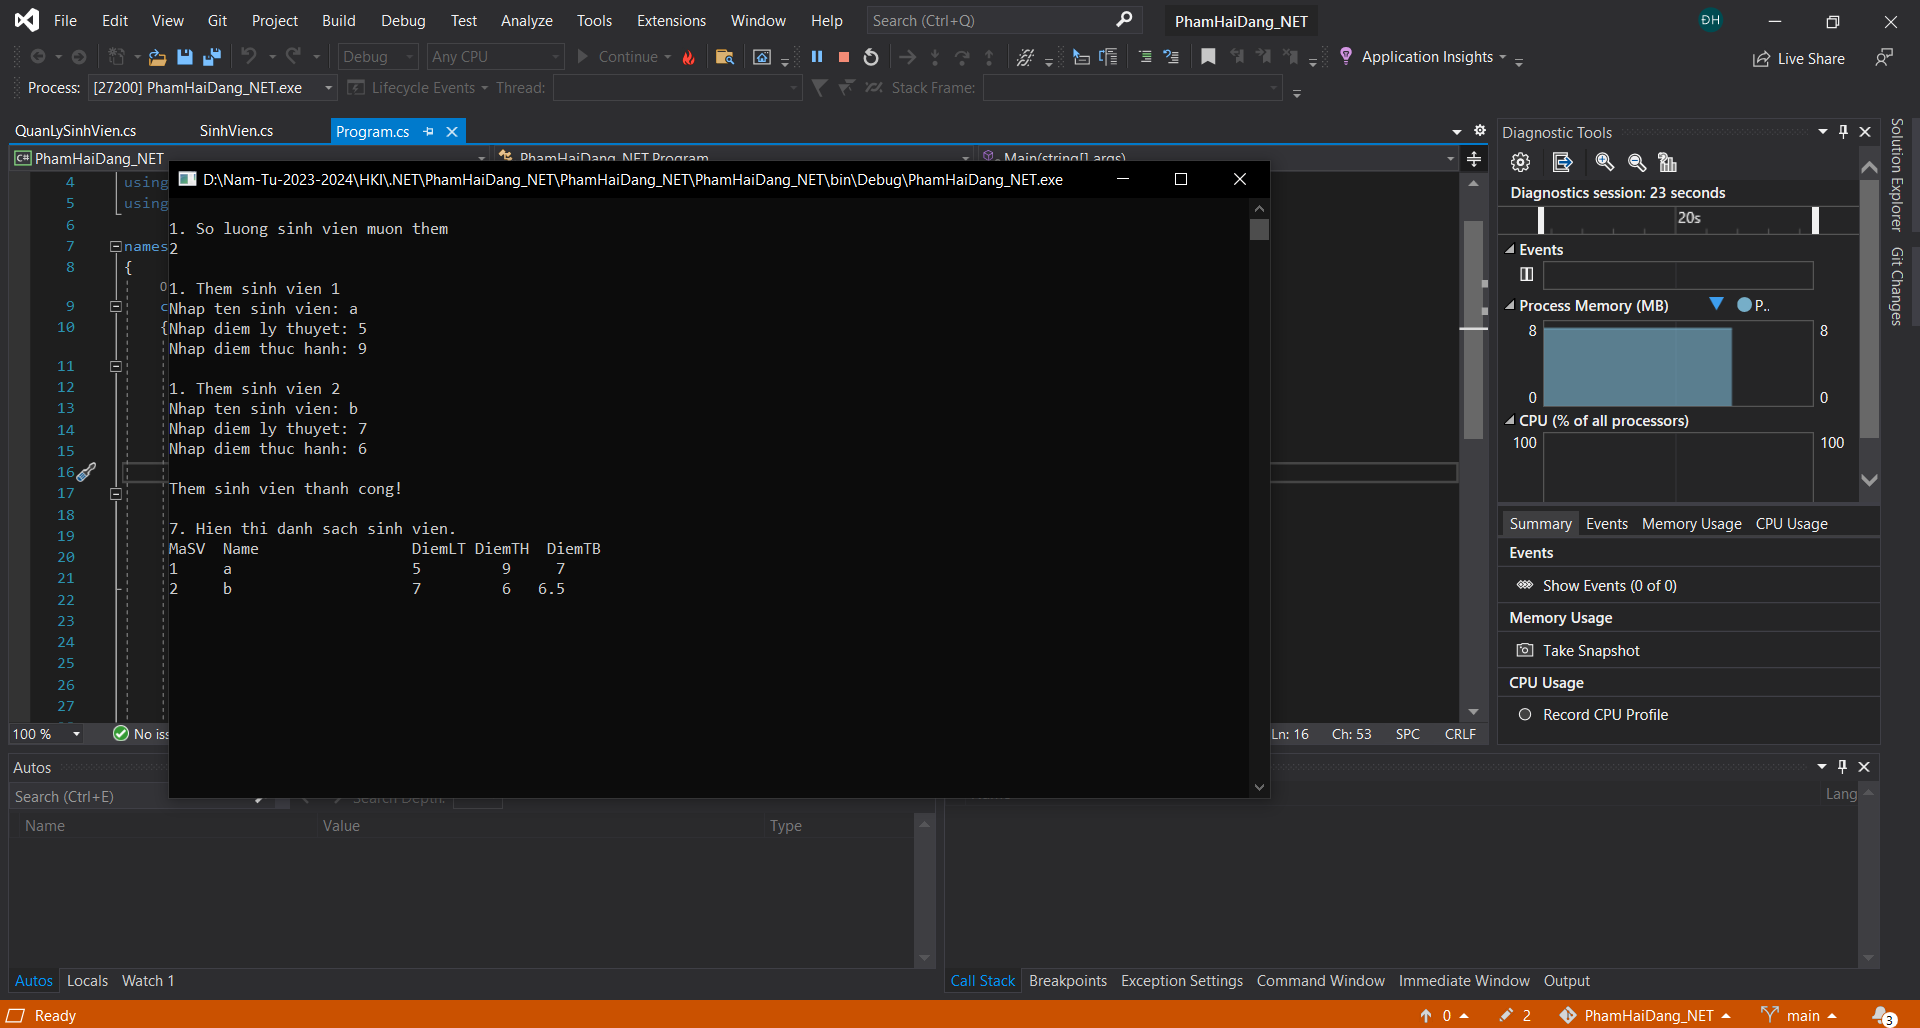 File Edit View Git Project Build Debug Test Analyze Tools Extensions Window Help Search (Ctrl+Q) PhamHaiDang_NET ĐH
Debug Any CPU Continue Application Insights Live Share
Process: [27200] PhamHaiDang_NET.exe Lifecycle Events Thread: Stack Frame:
QuanLySinhVien.cs SinhVien.cs Program.cs
C# PhamHaiDang_NET PhamHaiDang_NET.Program Main(string[] args)
4 using
5 using
6
7 names
8 {
9
10 {
11
12
13
14
15
16
17
18
19
20
21
22
23
24
25
26
27
D:\Nam-Tu-2023-2024\HKI\.NET\PhamHaiDang_NET\PhamHaiDang_NET\PhamHaiDang_NET\bin\Debug\PhamHaiDang_NET.exe
1. So luong sinh vien muon them
2
1. Them sinh vien 1
Nhap ten sinh vien: a
Nhap diem ly thuyet: 5
Nhap diem thuc hanh: 9
1. Them sinh vien 2
Nhap ten sinh vien: b
Nhap diem ly thuyet: 7
Nhap diem thuc hanh: 6
Them sinh vien thanh cong!
7. Hien thi danh sach sinh vien.
MaSV Name DiemLT DiemTH DiemTB
1 a 5 9 7
2 b 7 6 6.5
100 % No iss Ln: 16 Ch: 53 SPC CRLF
Diagnostic Tools
Diagnostics session: 23 seconds
20s
Events
Process Memory (MB) P..
8 8
0 0
CPU (% of all processors)
100 100
Summary Events Memory Usage CPU Usage
Events
Show Events (0 of 0)
Memory Usage
Take Snapshot
CPU Usage
Record CPU Profile
Solution Explorer
Git Changes
Autos
Search (Ctrl+E) Search Depth:
Name Value Type
Lang
Autos Locals Watch 1
Call Stack Breakpoints Exception Settings Command Window Immediate Window Output
Ready 0 2 PhamHaiDang_NET main 3